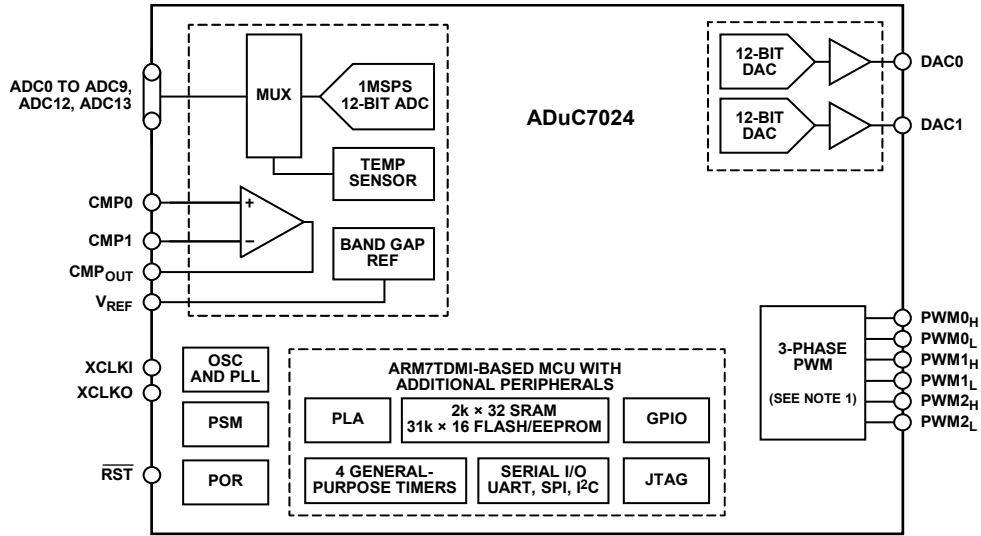 ADC0 TO ADC9,
ADC12, ADC13
MUX
1MSPS
12-BIT ADC
TEMP
SENSOR
ADuC7024
12-BIT
DAC
DAC0
12-BIT
DAC
DAC1
CMP0
+
CMP1
−
CMPOUT
VREF
BAND GAP
REF
XCLKI
XCLKO
OSC
AND PLL
PSM
RST
POR
ARM7TDMI-BASED MCU WITH
ADDITIONAL PERIPHERALS
PLA
2k × 32 SRAM
31k × 16 FLASH/EEPROM
GPIO
4 GENERAL-
PURPOSE TIMERS
SERIAL I/O
UART, SPI, I2C
JTAG
3-PHASE
PWM
(SEE NOTE 1)
PWM0H
PWM0L
PWM1H
PWM1L
PWM2H
PWM2L